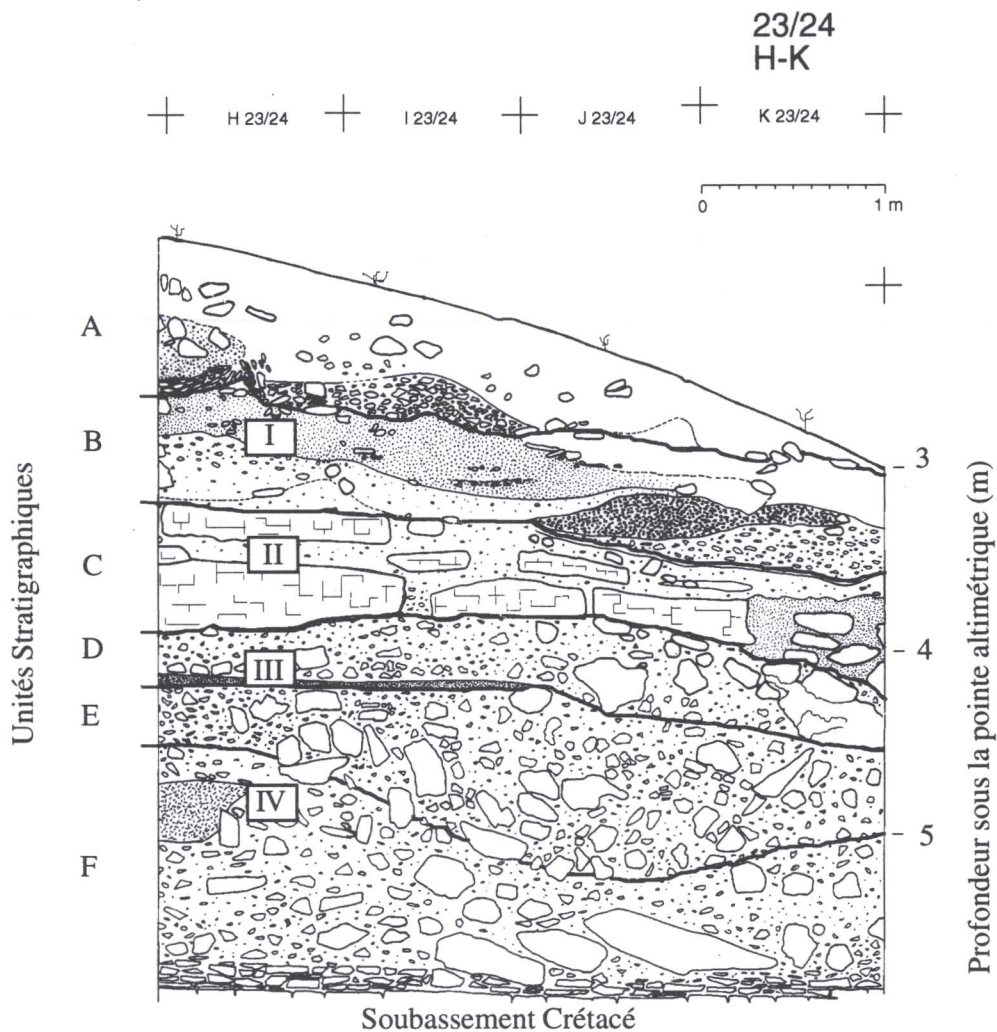 23/24
H-K
H 23/24
I 23/24
J 23/24
K 23/24
0
1 m
A
B
C
D
E
F
I
II
III
IV
3
4
5
Unités Stratigraphiques
Profondeur sous la pointe altimétrique (m)
Soubassement Crétacé